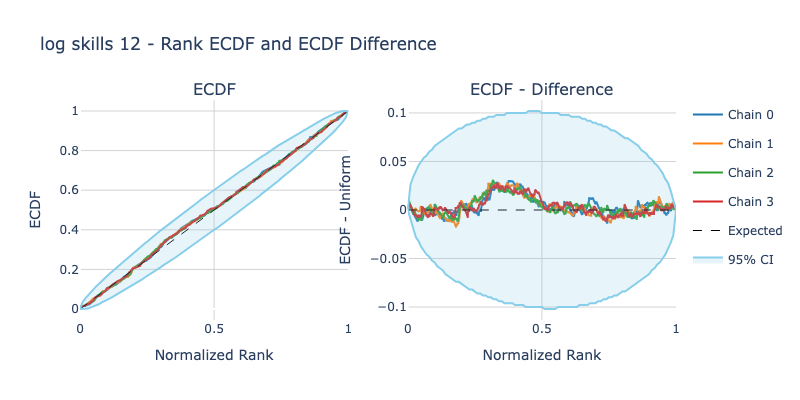 log skills 12 - Rank ECDF and ECDF Difference
ECDF
ECDF
1
0.8
0.6
0.4
0.2
0
0
0.5
1
Normalized Rank
ECDF - Difference
ECDF - Uniform
0.1
0.05
0
−0.05
−0.1
0
0.5
1
Normalized Rank
Chain 0
Chain 1
Chain 2
Chain 3
Expected
95% CI